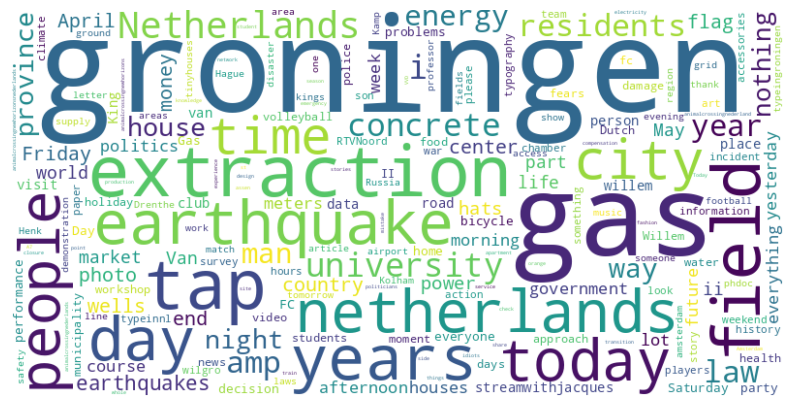 April
Netherlands
energy
residents
flag
province
money
groningen
i
week
problems
nothing
climate
area
ground
tinyhouses
Hague
disaster
police
one
professor
typography
team
fc
fears
damage
grid
region
accessories
typeingroningen
supply
letters
king
kings
house
van
volleyball
son
please
fields
thank
art
evening
areas
time
concrete
year
Friday
politics
Gas
RTVNoord
food
chamber
center
May
person
Dutch
show
place
incident
world
extraction
war
access
part
city
visit
holiday
Drenthe
club
II
Russia
meters
data
road
life
willem
paper
demonstration
Henk
earthquake
hats
bicycle
something
music
football
information
yesterday
everything
people
Day
work
match
survey
man
university
article
airport
home
morning
Willem
gas
field
market
Van
photo
tap
hours
tomorrow
country
power
Kolham
government
way
water
look
future
phdoc
performance
workshop
wells
FC
action
netherlands
ii
weekend
history
story
amsterdam
safety
municipality
line
typeinnl
end
video
students
moment
everyone
approach
lot
health
day
night
news
amp
years
days
today
law
players
party
course
wilgro
earthquakes
decision
laws
afternoon
houses
streamwithjacques
Saturday